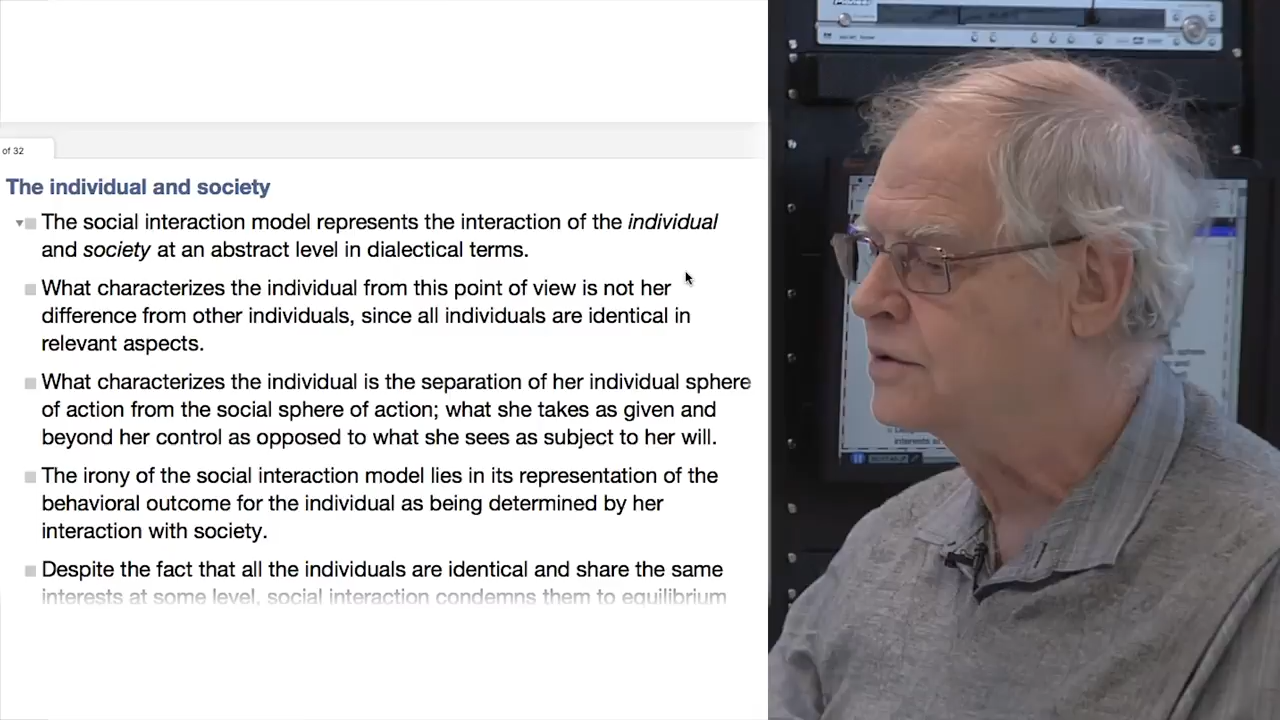 Pioneer
of 32
The individual and society
The social interaction model represents the interaction of the individual
and society at an abstract level in dialectical terms.
What characterizes the individual from this point of view is not her
difference from other individuals, since all individuals are identical in
relevant aspects.
What characterizes the individual is the separation of her individual sphere
of action from the social sphere of action; what she takes as given and
beyond her control as opposed to what she sees as subject to her will.
The irony of the social interaction model lies in its representation of the
behavioral outcome for the individual as being determined by her
interaction with society.
Despite the fact that all the individuals are identical and share the same
interests at some level, social interaction condemns them to equilibrium